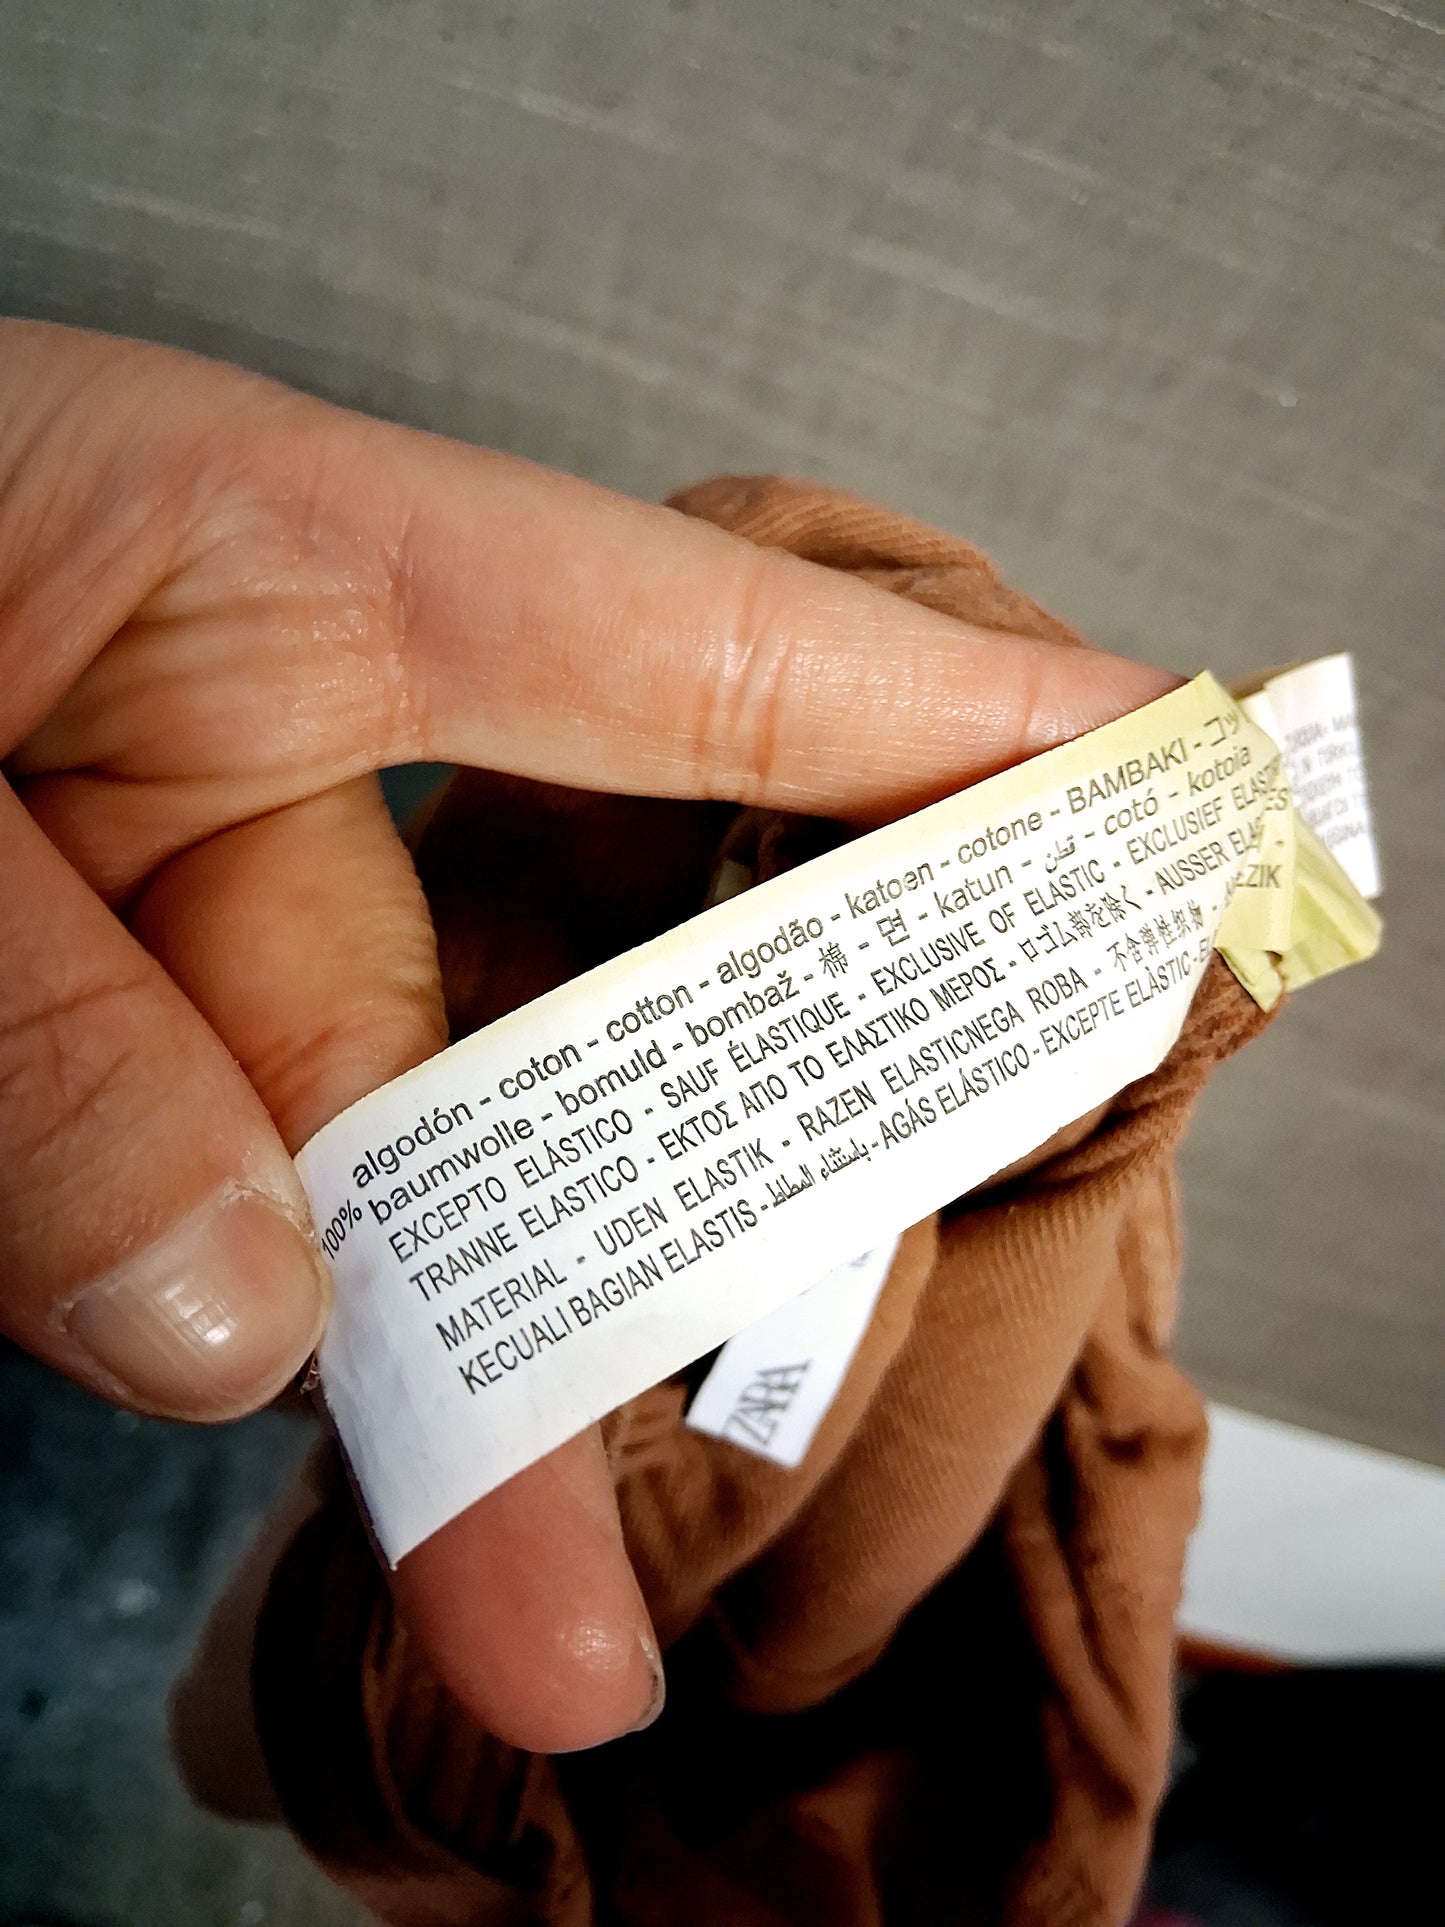 100% algodón - coton - cotton - algodão - katoen - cotone - BAMBAKI - コッ
baumwolle - bomuld - bombaž - 棉 - 면 - katun - قطن - cotó - kotoia
EXCEPTO ELÁSTICO - SAUF ÉLASTIQUE - EXCLUSIVE OF ELASTIC - EXCLUSIEF
TRANNE ELASTICO - ΕΚΤΟΣ ΑΠΟ ΤΟ ΕΛΑΣΤΙΚΟ ΜΕΡΟΣ - ロゴム部を除く - AUSSER
MATERIAL - UDEN ELASTIK - RAZEN ELASTICNEGA ROBA - 不含弹性织物 -
KECUALI BAGIAN ELASTIS - باستثناء المطاط - AGÁS ELÁSTICO - EXCEPTE ELÀSTIC -
ZARA